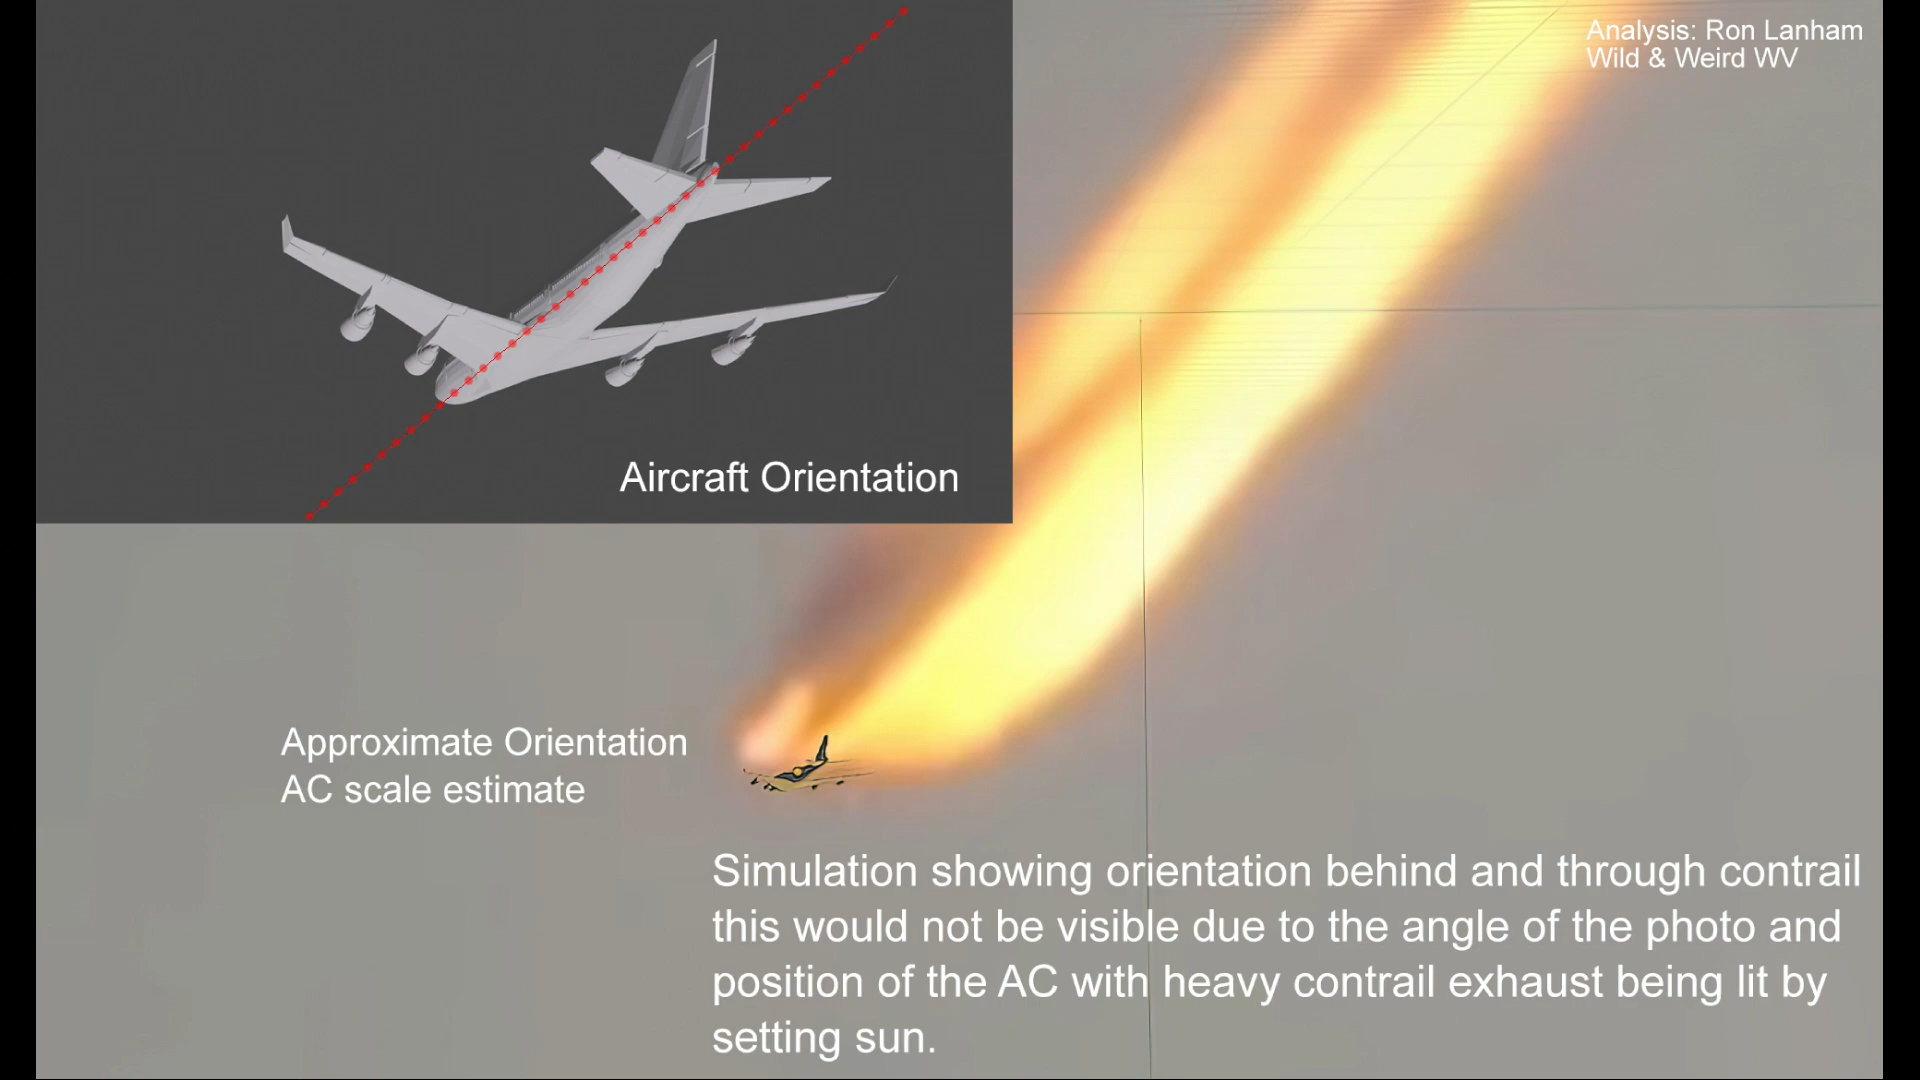 Analysis: Ron Lanham
Wild & Weird WV
Aircraft Orientation
Approximate Orientation
AC scale estimate
Simulation showing orientation behind and through contrail
this would not be visible due to the angle of the photo and
position of the AC with heavy contrail exhaust being lit by
setting sun.